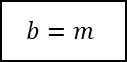 b = m